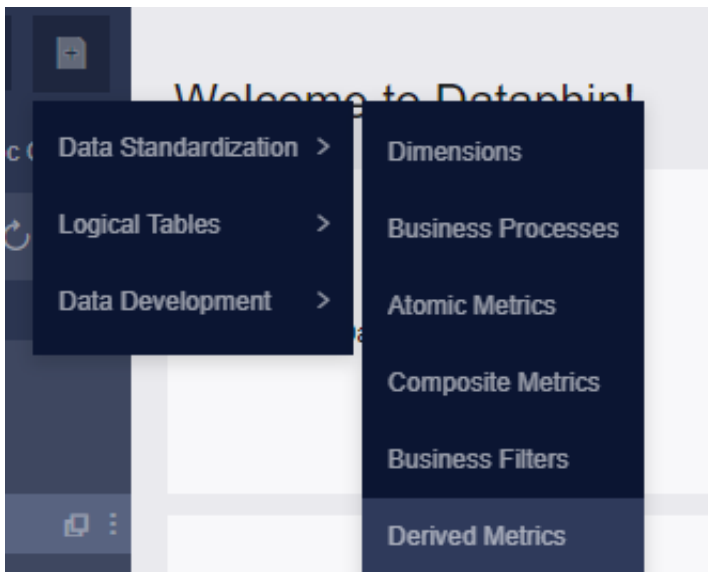 Welcome to Dataphin!
Data Standardization >
Logical Tables >
Data Development >
Dimensions
Business Processes
Atomic Metrics
Composite Metrics
Business Filters
Derived Metrics